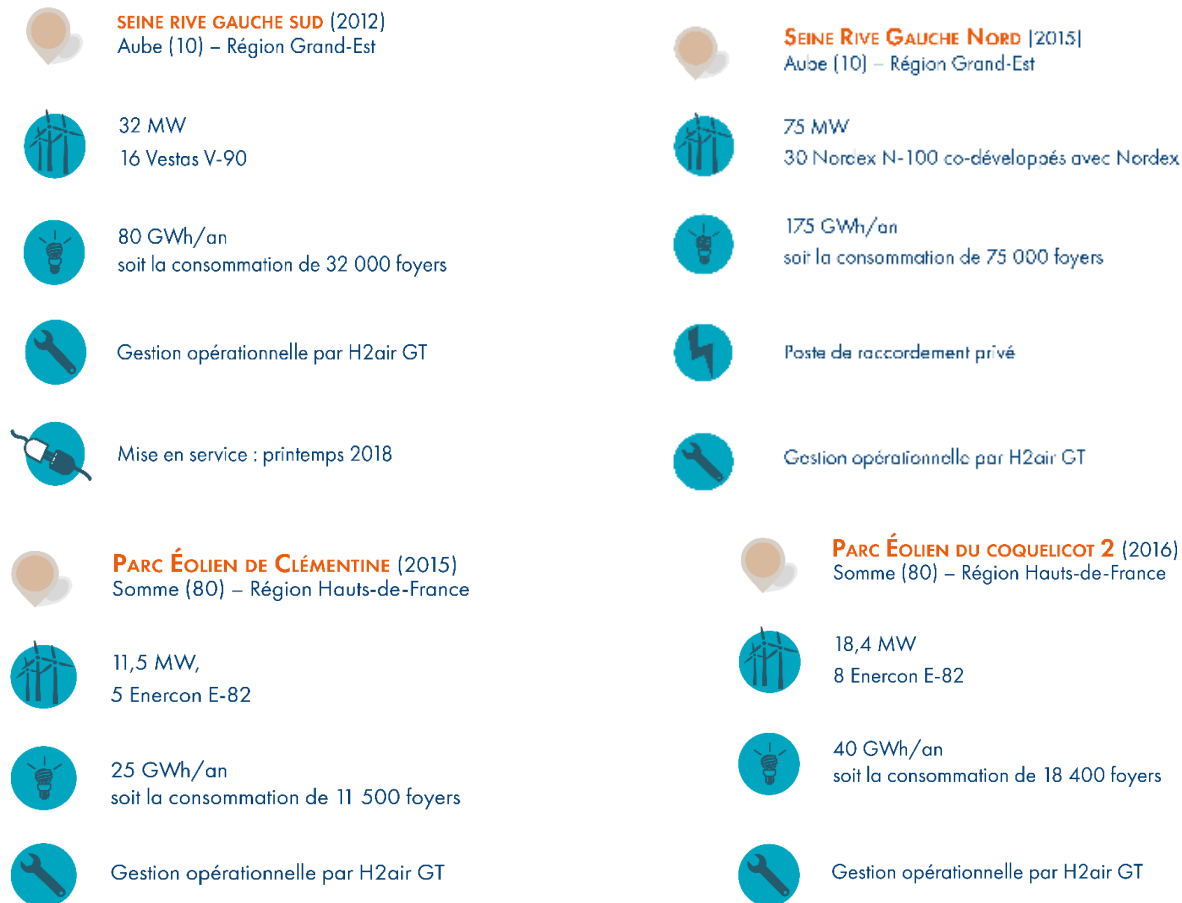 SEINE RIVE GAUCHE SUD (2012)
Aube (10) – Région Grand-Est
32 MW
16 Vestas V-90
80 GWh/an
soit la consommation de 32 000 foyers
Gestion opérationnelle par H2air GT
Mise en service : printemps 2018
SEINE RIVE GAUCHE NORD (2015)
Aube (10) – Région Grand-Est
75 MW
30 Nordex N-100 co-développés avec Nordex
175 GWh/an
soit la consommation de 75 000 foyers
Poste de raccordement privé
Gestion opérationnelle par H2air GT
PARC ÉOLIEN DE CLÉMENTINE (2015)
Somme (80) – Région Hauts-de-France
11,5 MW,
5 Enercon E-82
25 GWh/an
soit la consommation de 11 500 foyers
Gestion opérationnelle par H2air GT
PARC ÉOLIEN DU COQUELICOT 2 (2016)
Somme (80) – Région Hauts-de-France
18,4 MW
8 Enercon E-82
40 GWh/an
soit la consommation de 18 400 foyers
Gestion opérationnelle par H2air GT